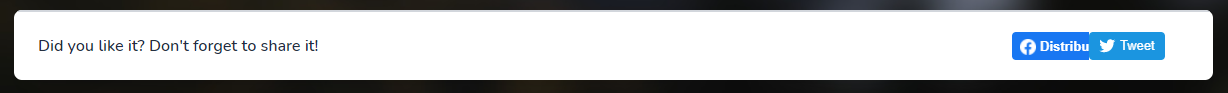 Did you like it? Don't forget to share it!
Distribu
Tweet